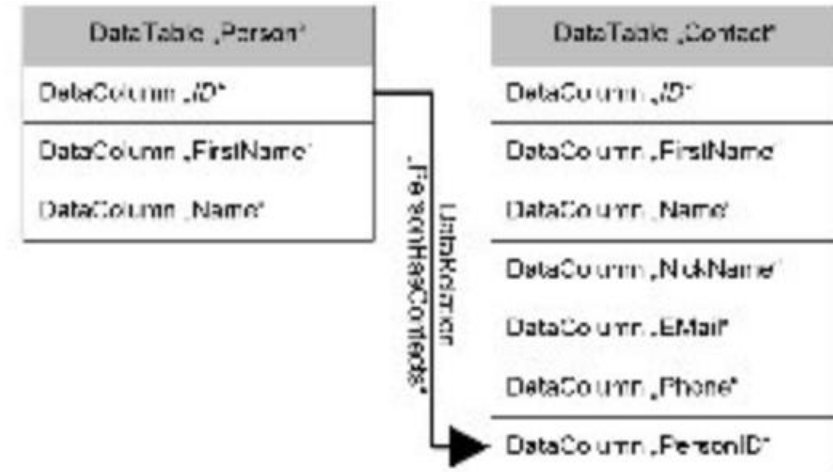 DataTable „Person“
DataColumn „ID“
DataColumn „FirstName“
DataColumn „Name“
DataRelation
„PersonHasContacts“
DataTable „Contact“
DataColumn „ID“
DataColumn „FirstName“
DataColumn „Name“
DataColumn „NickName“
DataColumn „EMail“
DataColumn „Phone“
DataColumn „PersonID“